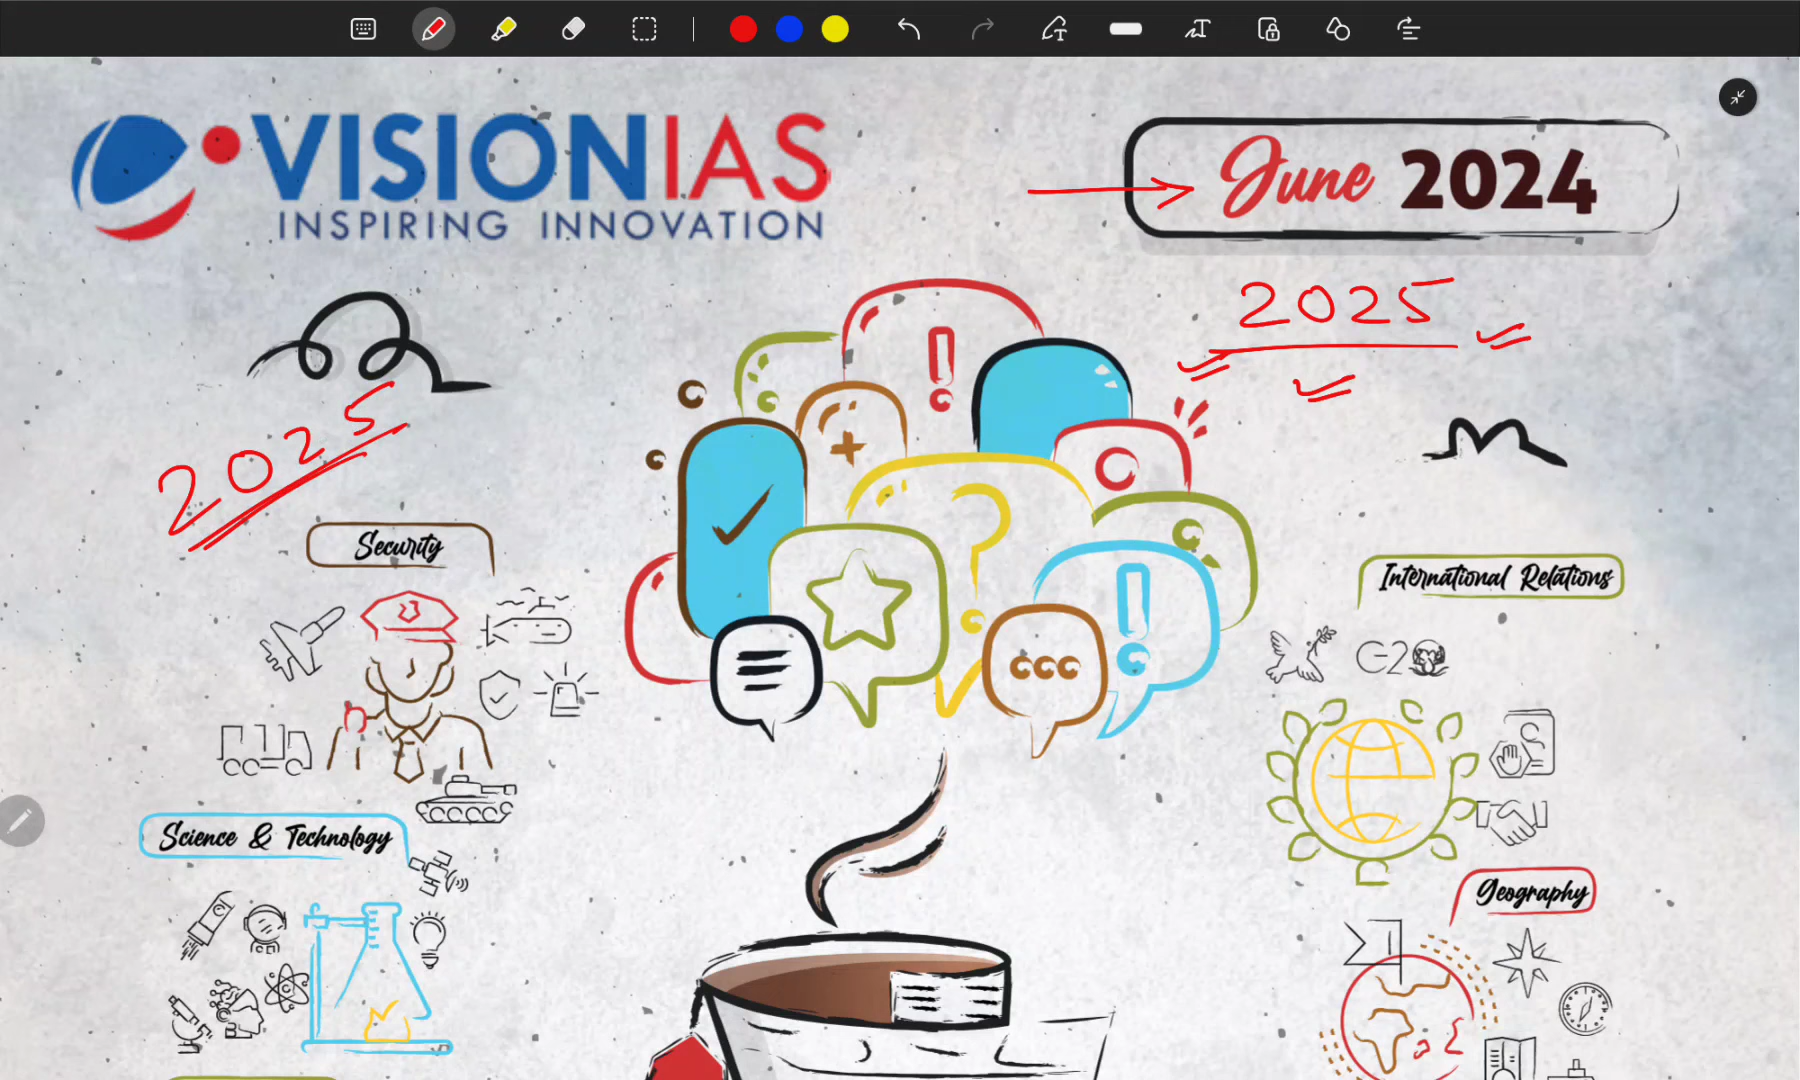 VISIONIAS
INSPIRING INNOVATION
June 2024
2025
2025
Security
International Relations
G20
Science & Technology
Geography